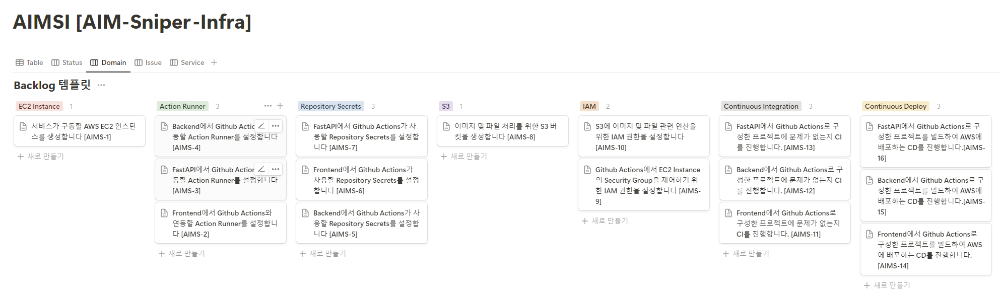 AIMSI [AIM-Sniper-Infra]
Table
Status
Domain
Issue
Service
Backlog 템플릿
EC2 Instance 1
서비스가 구동할 AWS EC2 인스턴
스를 생성합니다 [AIMS-1]
새로 만들기
Action Runner 3
Backend에서 Github Actio
동할 Action Runner를 설정합니다
[AIMS-4]
FastAPI에서 Github Action
동할 Action Runner를 설정합니다
[AIMS-3]
Frontend에서 Github Actions와
연동할 Action Runner를 설정합니
다 [AIMS-2]
새로 만들기
Repository Secrets 3
FastAPI에서 Github Actions가 사
용할 Repository Secrets를 설정합
니다 [AIMS-7]
Frontend에서 Github Actions가
사용할 Repository Secrets를 설정
합니다 [AIMS-6]
Backend에서 Github Actions가 사
용할 Repository Secrets를 설정합
니다 [AIMS-5]
새로 만들기
S3 1
이미지 및 파일 처리를 위한 S3 버
킷을 생성합니다 [AIMS-8]
새로 만들기
IAM 2
S3에 이미지 및 파일 관련 연산을
위한 IAM 권한을 설정합니다
[AIMS-10]
Github Actions에서 EC2 Instance
의 Security Group을 제어하기 위
한 IAM 권한을 설정합니다 [AIMS-
9]
새로 만들기
Continuous Integration 3
FastAPI에서 Github Actions로 구
성한 프로젝트에 문제가 없는지 CI
를 진행합니다. [AIMS-13]
Backend에서 Github Actions로 구
성한 프로젝트에 문제가 없는지 CI
를 진행합니다. [AIMS-12]
Frontend에서 Github Actions로
구성한 프로젝트에 문제가 없는지
CI를 진행합니다. [AIMS-11]
새로 만들기
Continuous Deploy 3
FastAPI에서 Github Actions로 구
성한 프로젝트를 빌드하여 AWS에
배포하는 CD를 진행합니다.[AIMS-
16]
Backend에서 Github Actions로 구
성한 프로젝트를 빌드하여 AWS에
배포하는 CD를 진행합니다.[AIMS-
15]
Frontend에서 Github Actions로
구성한 프로젝트를 빌드하여 AWS
에 배포하는 CD를 진행합니다.
[AIMS-14]
새로 만들기